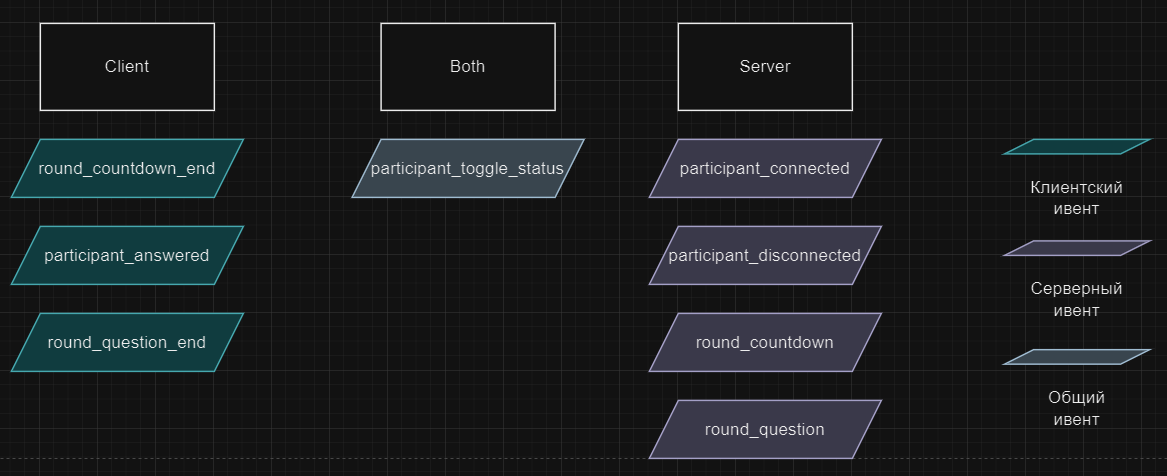 Client
Both
Server
round_countdown_end
participant_toggle_status
participant_connected
Клиентский
ивент
participant_answered
participant_disconnected
Серверный
ивент
round_question_end
round_countdown
Общий
ивент
round_question